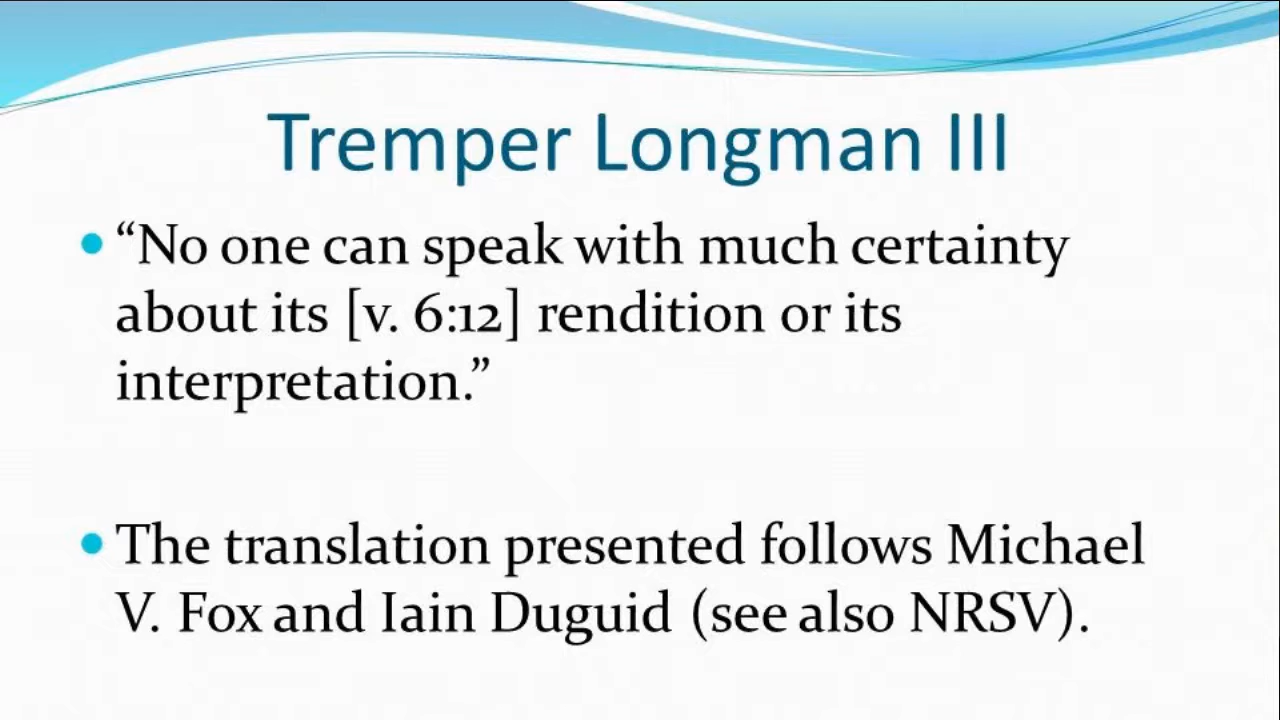 Tremper Longman III
• “No one can speak with much certainty
about its [v. 6:12] rendition or its
interpretation.”
• The translation presented follows Michael
V. Fox and Iain Duguid (see also NRSV).